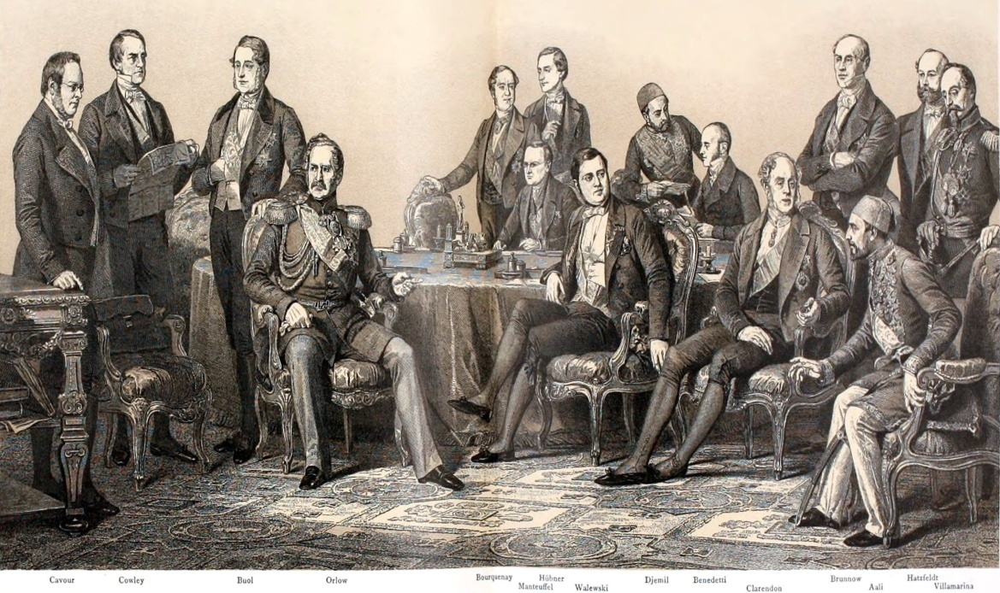 Cavour Cowley Buol Orlow Bourquenay Hübner Djemil Benedetti Brunnow Hatzfeldt
Manteuffel Walewski Clarendon Aali Villamarina